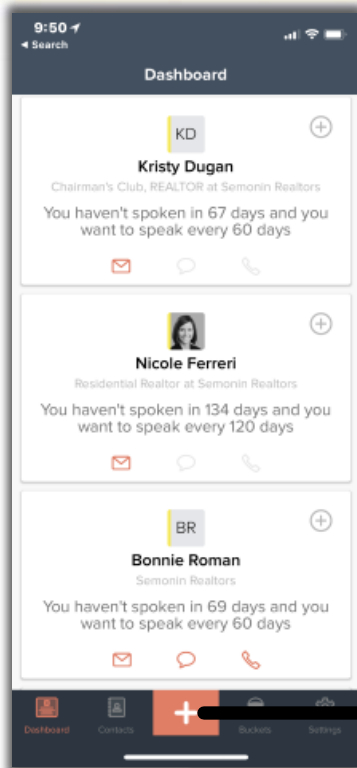 9:50
◀ Search
Dashboard
KD
Kristy Dugan
Chairman's Club, REALTOR at Semonin Realtors
You haven't spoken in 67 days and you
want to speak every 60 days
Nicole Ferreri
Residential Realtor at Semonin Realtors
You haven't spoken in 134 days and you
want to speak every 120 days
BR
Bonnie Roman
Semonin Realtors
You haven't spoken in 69 days and you
want to speak every 60 days
Dashboard Contacts Buckets Settings